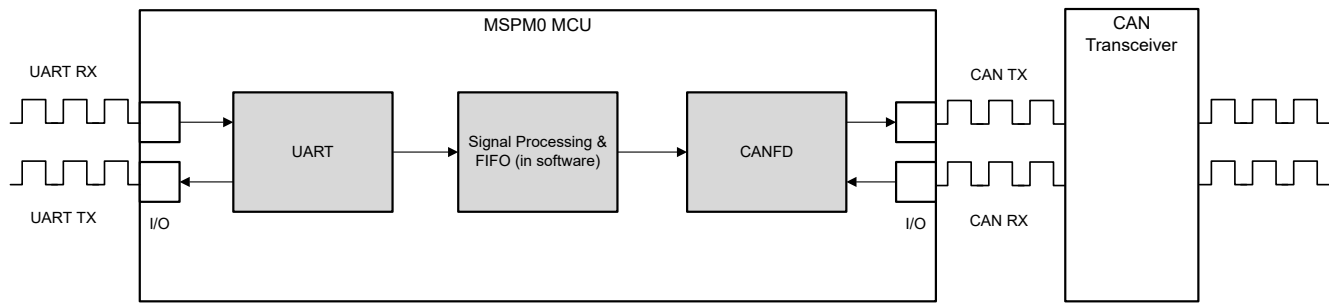 MSPM0 MCU
CAN
Transceiver
UART RX
CAN TX
UART
Signal Processing &
FIFO (in software)
CANFD
UART TX
I/O
I/O
CAN RX